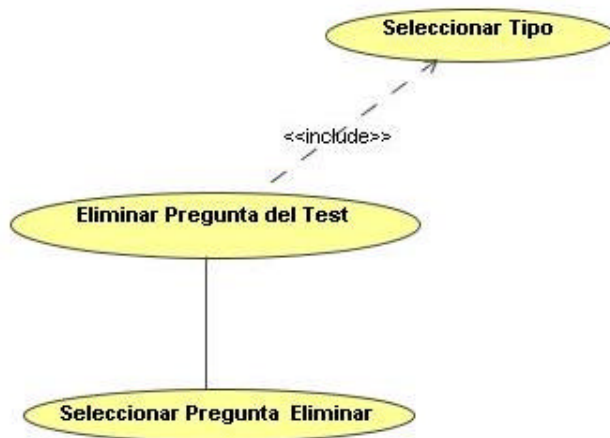 Seleccionar Tipo
<<include>>
Eliminar Pregunta del Test
Seleccionar Pregunta Eliminar